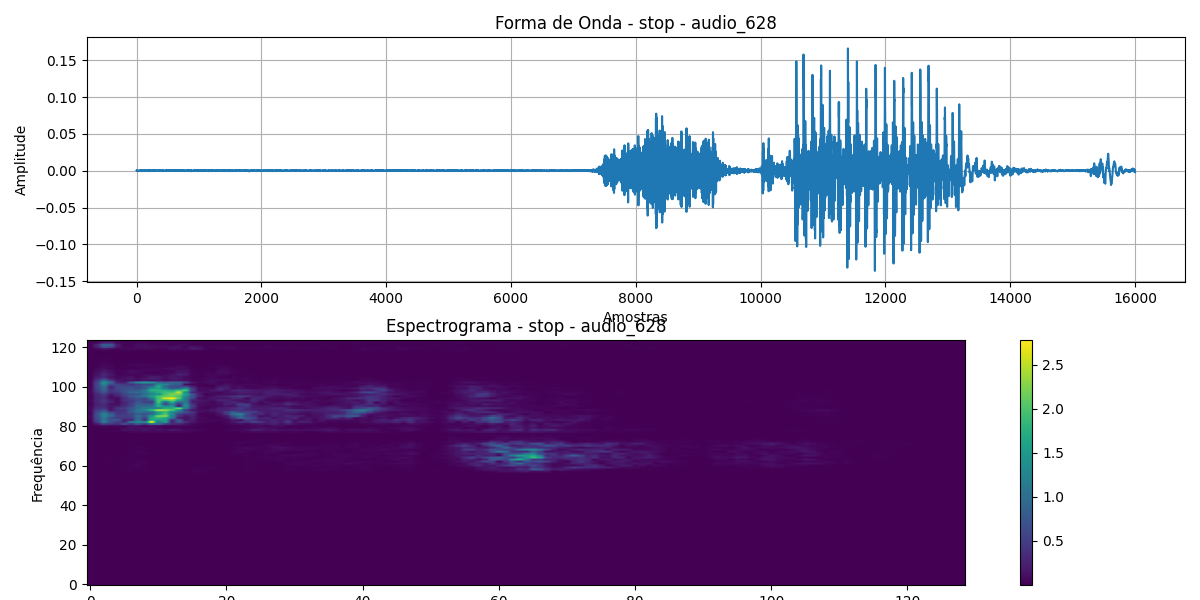 Forma de Onda - stop - audio_628
Amplitude
0.15
0.10
0.05
0.00
−0.05
−0.10
−0.15
0 2000 4000 6000 8000 10000 12000 14000 16000
Amostras
Espectrograma - stop - audio_628
Frequência
120
100
80
60
40
20
0
0 20 40 60 80 100 120
2.5
2.0
1.5
1.0
0.5